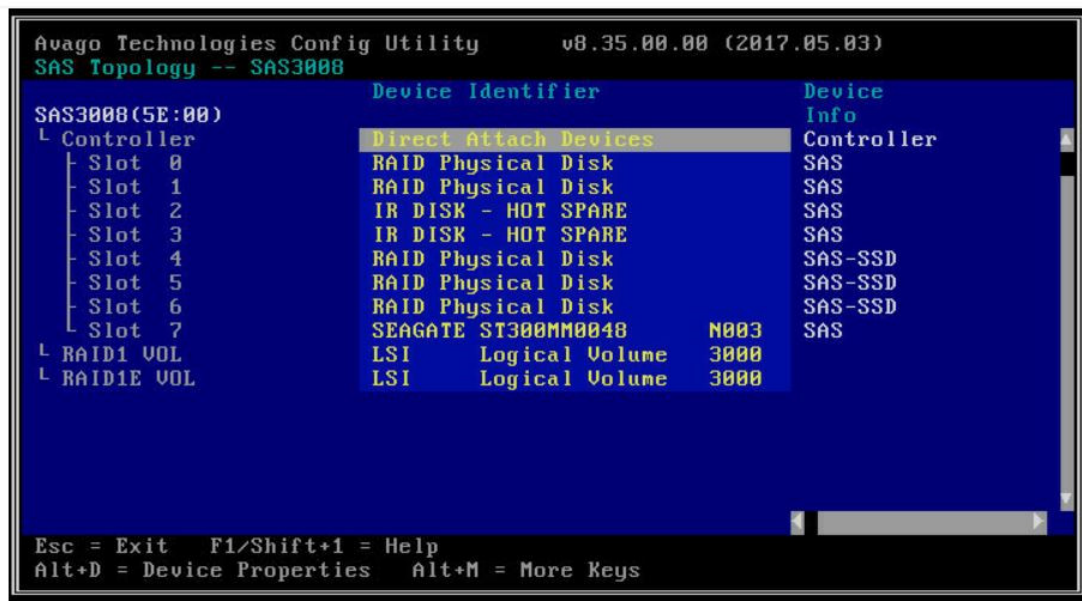 Avago Technologies Config Utility v8.35.00.00 (2017.05.03)
SAS Topology -- SAS3008
Device Identifier Device
SAS3008(5E:00) Info
Controller Direct Attach Devices Controller
Slot 0 RAID Physical Disk SAS
Slot 1 RAID Physical Disk SAS
Slot 2 IR DISK - HOT SPARE SAS
Slot 3 IR DISK - HOT SPARE SAS
Slot 4 RAID Physical Disk SAS-SSD
Slot 5 RAID Physical Disk SAS-SSD
Slot 6 RAID Physical Disk SAS-SSD
Slot 7 SEAGATE ST300MM0048 N003 SAS
RAID1 VOL LSI Logical Volume 3000
RAID1E VOL LSI Logical Volume 3000
Esc = Exit F1/Shift+1 = Help
Alt+D = Device Properties Alt+M = More Keys